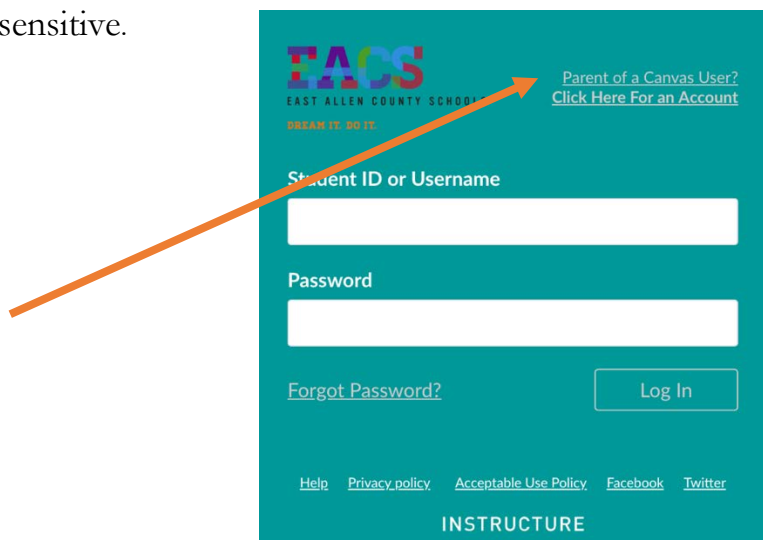 sensitive.
EACS
Parent of a Canvas User?
Click Here For an Account
EAST ALLEN COUNTY SCHOOLS
DREAM IT. DO IT.
Student ID or Username
Password
Forgot Password?
Log In
Help Privacy policy Acceptable Use Policy Facebook Twitter
INSTRUCTURE